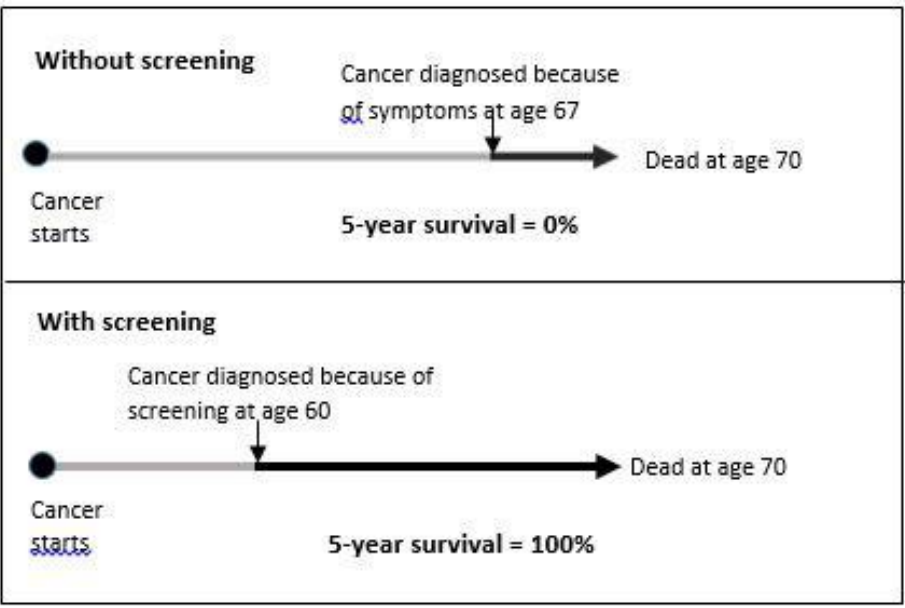 Without screening
Cancer diagnosed because
of symptoms at age 67
Dead at age 70
Cancer
starts
5-year survival = 0%
With screening
Cancer diagnosed because of
screening at age 60
Dead at age 70
Cancer
starts
5-year survival = 100%